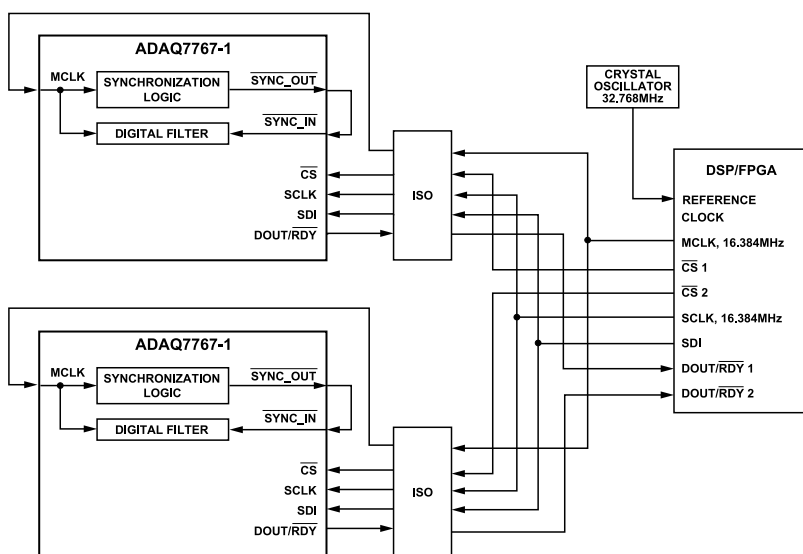 ADAQ7767-1
MCLK
SYNCHRONIZATION
LOGIC
SYNC_OUT
DIGITAL FILTER
SYNC_IN
CS
SCLK
SDI
DOUT/RDY
ISO
CRYSTAL
OSCILLATOR
32.768MHz
DSP/FPGA
REFERENCE
CLOCK
MCLK, 16.384MHz
CS 1
CS 2
SCLK, 16.384MHz
SDI
DOUT/RDY 1
DOUT/RDY 2
ADAQ7767-1
MCLK
SYNCHRONIZATION
LOGIC
SYNC_OUT
DIGITAL FILTER
SYNC_IN
CS
SCLK
SDI
DOUT/RDY
ISO